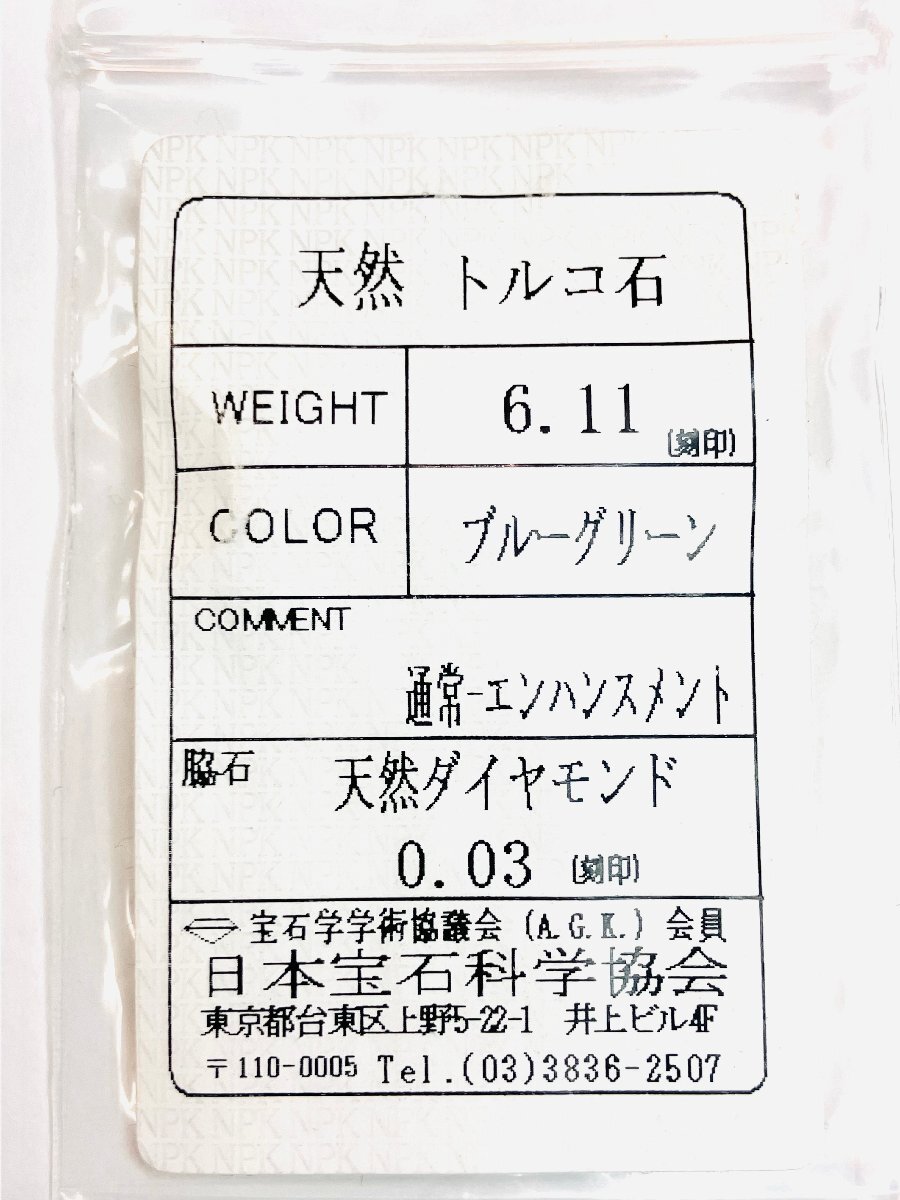 天然 トルコ石
WEIGHT 6.11 (刻印)
COLOR ブルーグリーン
COMMENT
通常-エンハンスメント
脇石 天然ダイヤモンド
0.03 (刻印)
宝石学学術協議会 (A.G.K.) 会員
日本宝石科学協会
東京都台東区上野5-22-1 井上ビル4F
〒110-0005 Tel.(03)3836-2507